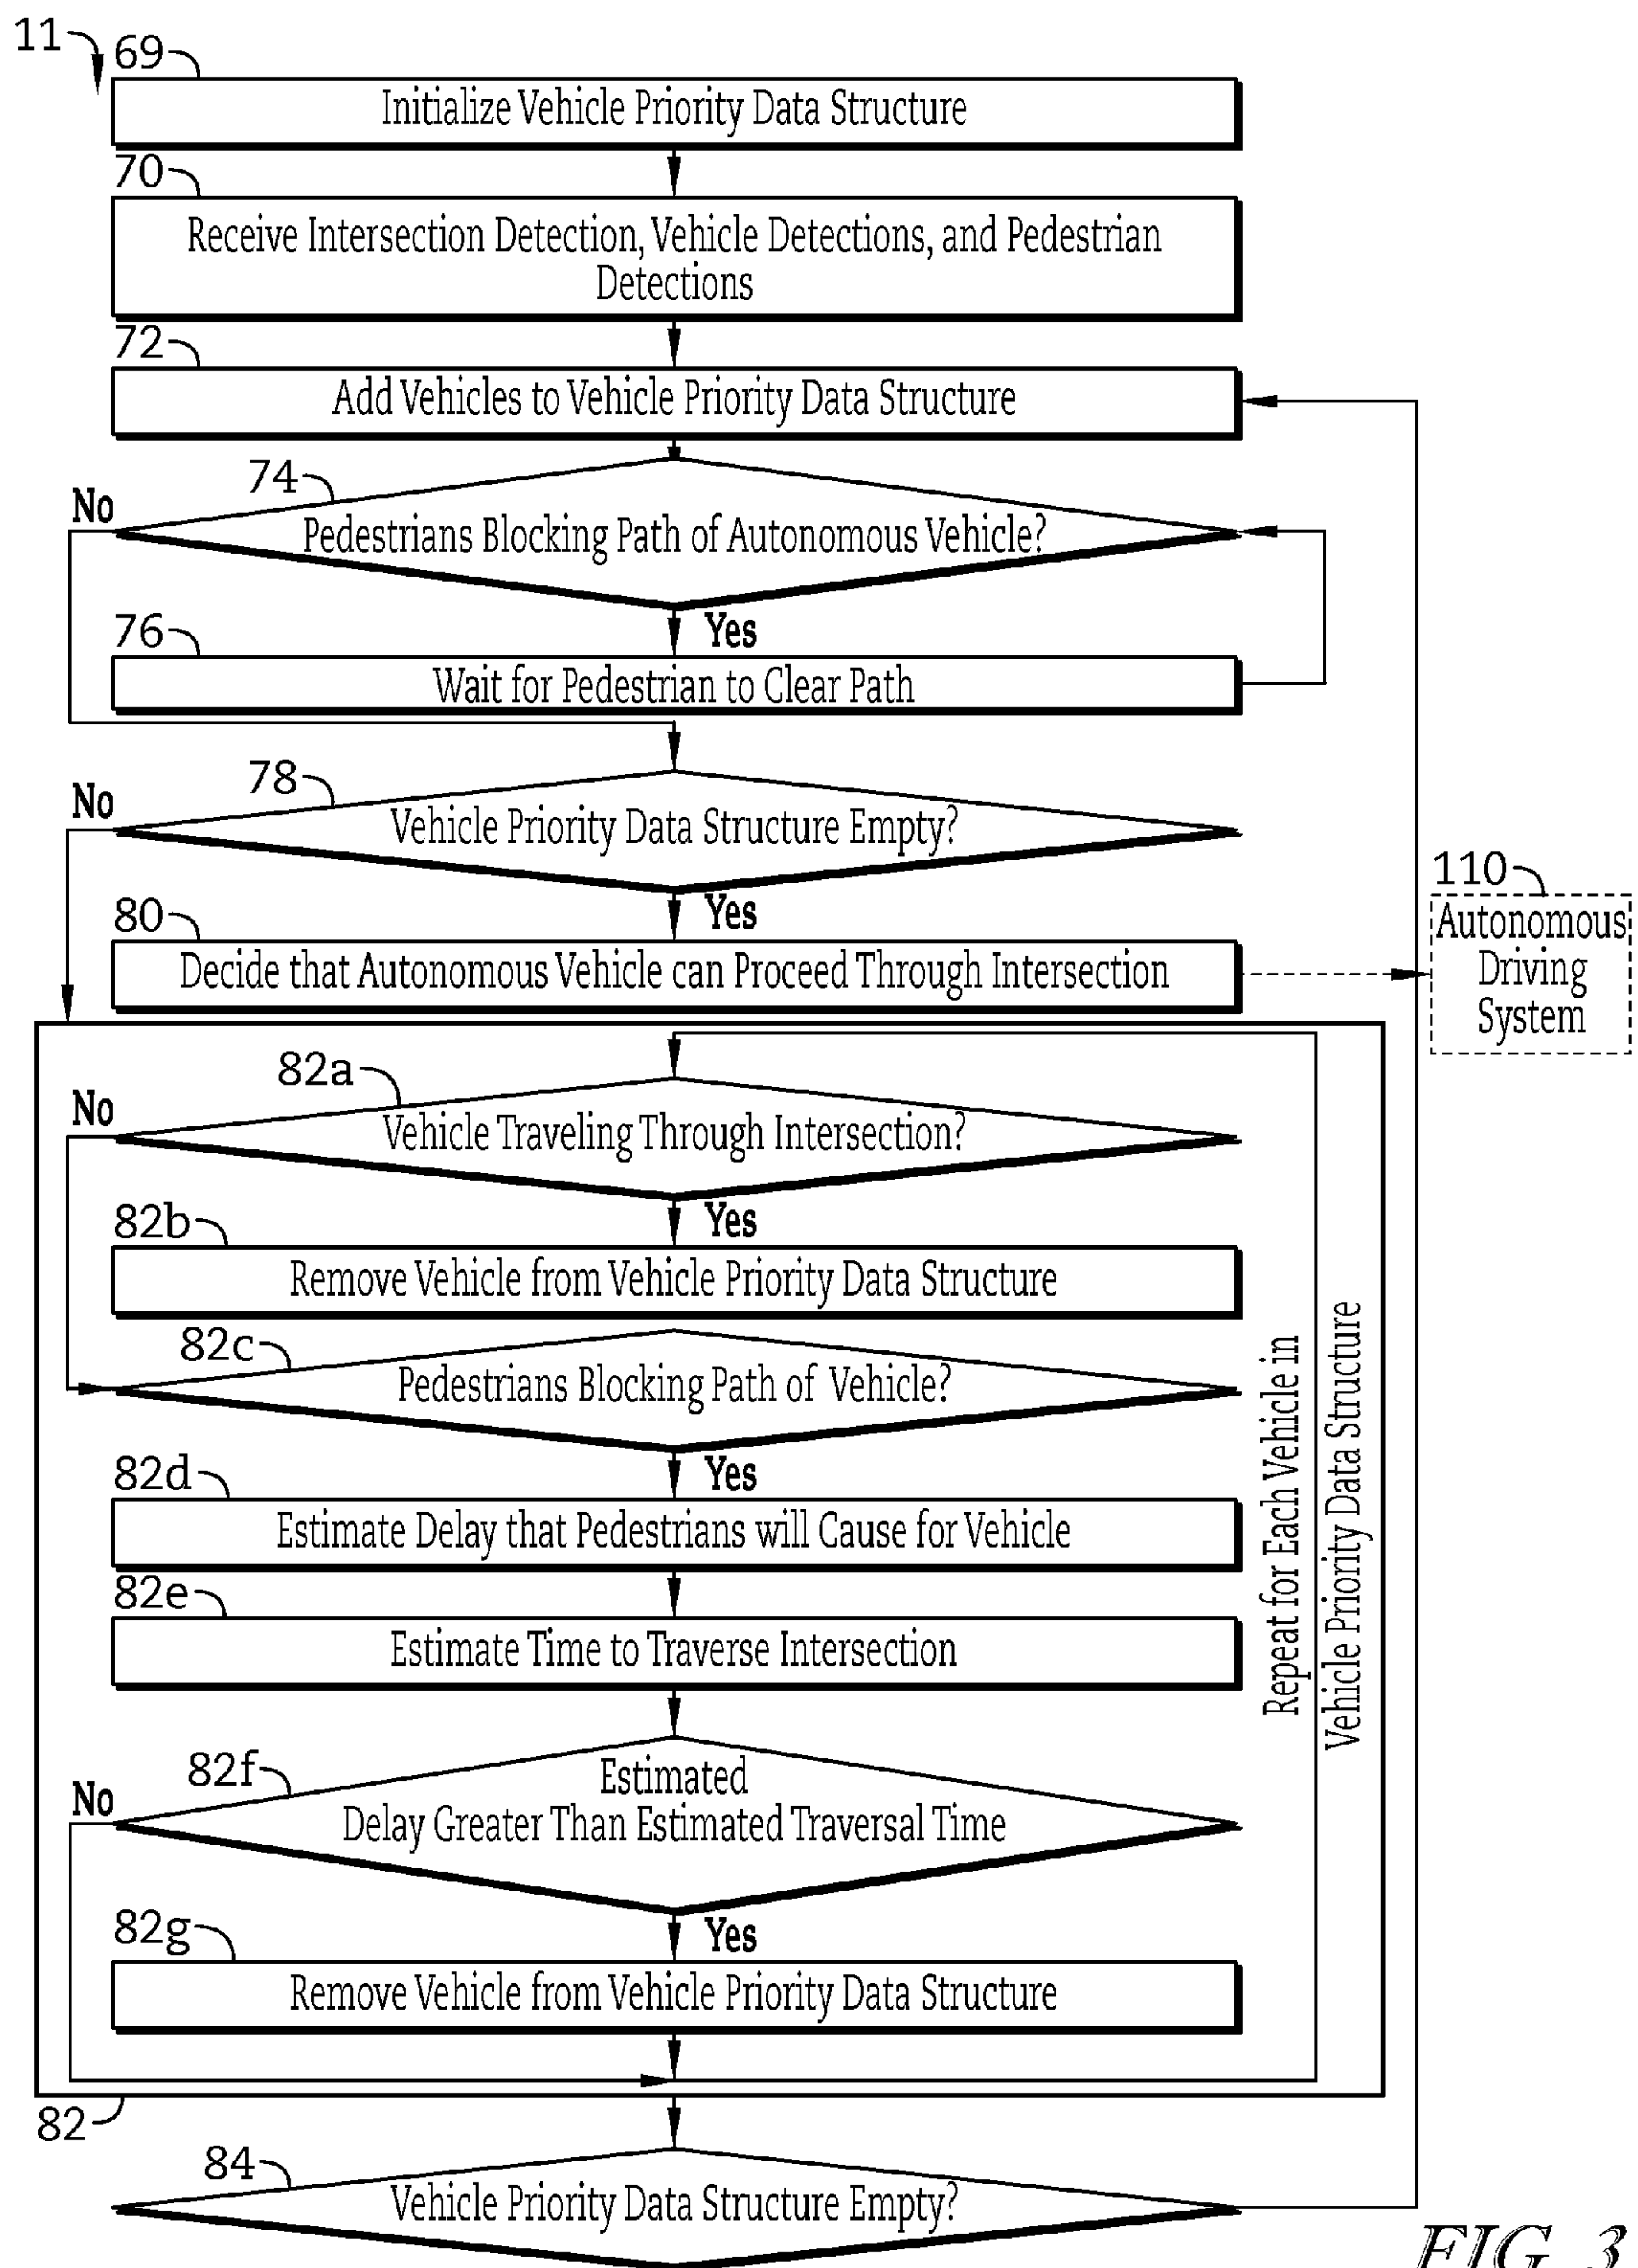 11
69
Initialize Vehicle Priority Data Structure
70
Receive Intersection Detection, Vehicle Detections, and Pedestrian
Detections
72
Add Vehicles to Vehicle Priority Data Structure
74
No
Pedestrians Blocking Path of Autonomous Vehicle?
Yes
76
Wait for Pedestrian to Clear Path
78
No
Vehicle Priority Data Structure Empty?
Yes
80
Decide that Autonomous Vehicle can Proceed Through Intersection
110
Autonomous
Driving
System
82a
No
Vehicle Traveling Through Intersection?
Yes
82b
Remove Vehicle from Vehicle Priority Data Structure
82c
Pedestrians Blocking Path of Vehicle?
Yes
82d
Estimate Delay that Pedestrians will Cause for Vehicle
82e
Estimate Time to Traverse Intersection
82f
No
Estimated
Delay Greater Than Estimated Traversal Time
Yes
82g
Remove Vehicle from Vehicle Priority Data Structure
Repeat for Each Vehicle in
Vehicle Priority Data Structure
82
84
Vehicle Priority Data Structure Empty?
FIG. 3